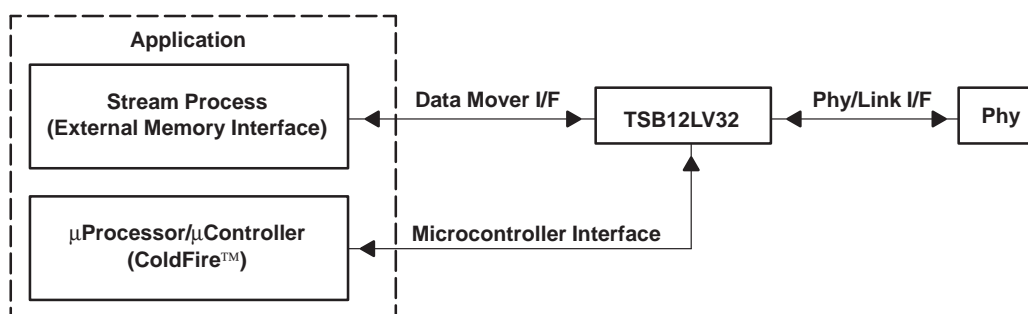 Application
Stream Process
(External Memory Interface)
Data Mover I/F
TSB12LV32
Phy/Link I/F
Phy
μProcessor/μController
(ColdFire™)
Microcontroller Interface